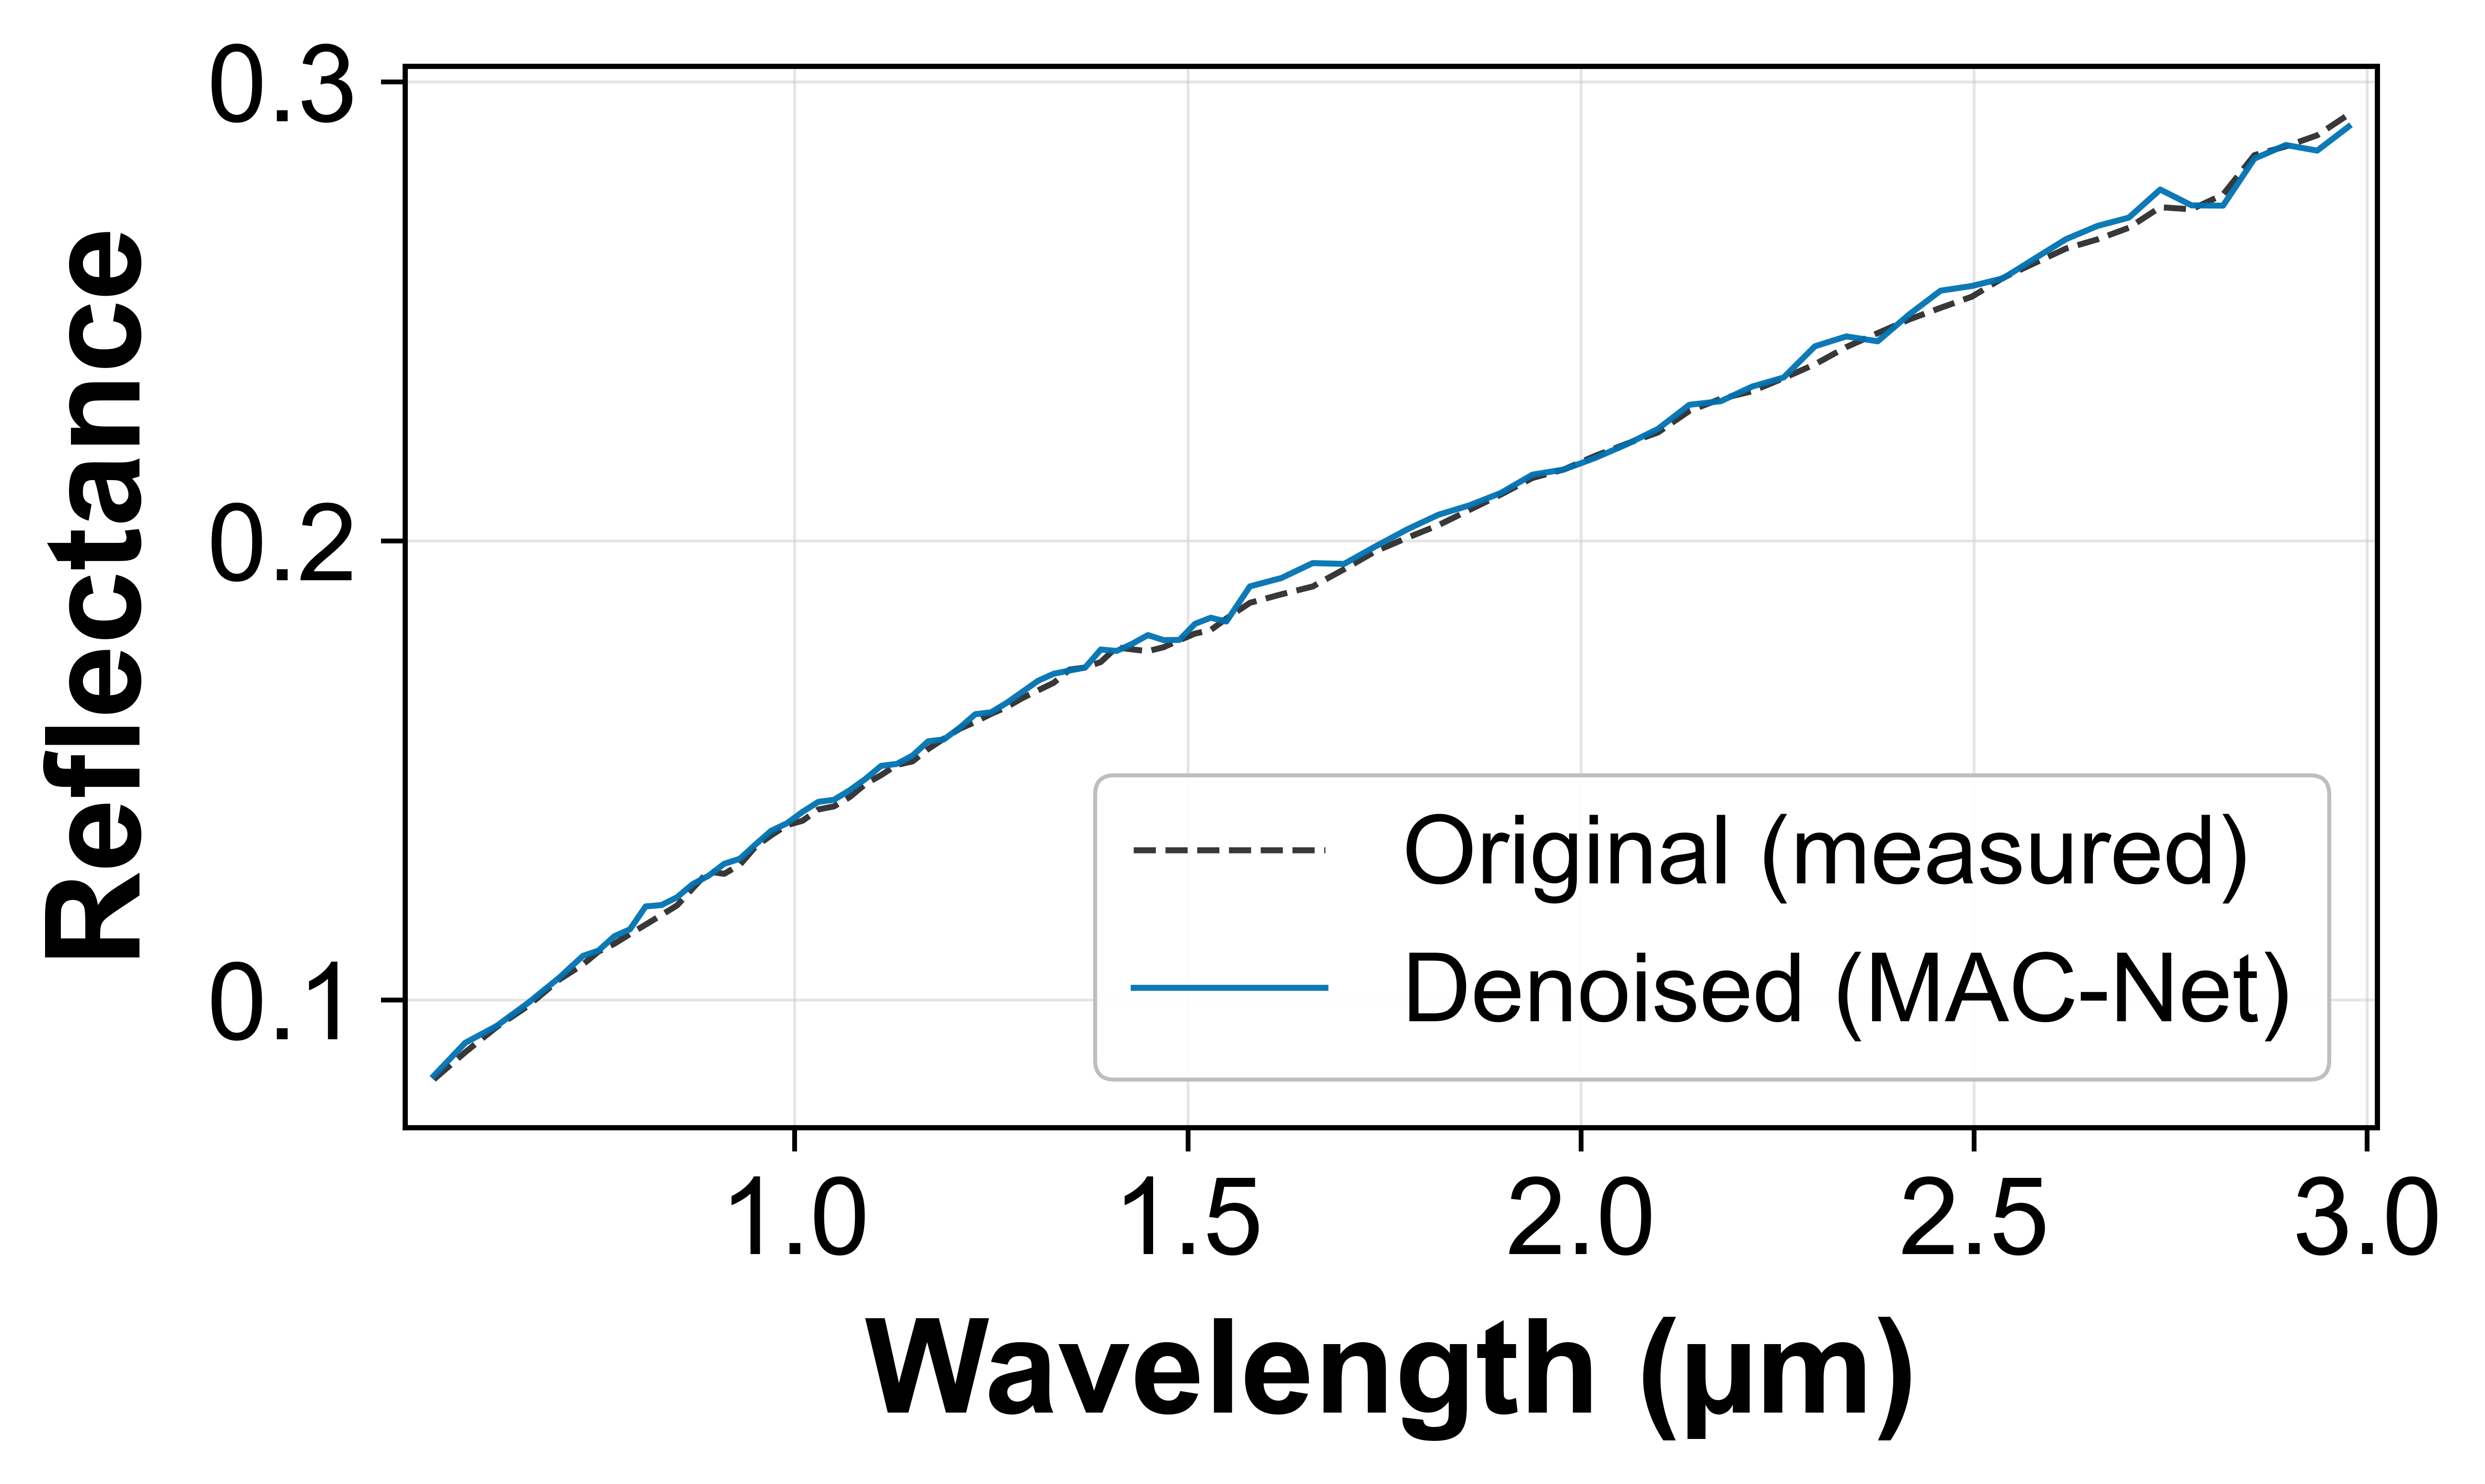 Reflectance
0.3
0.2
0.1
Original (measured)
Denoised (MAC-Net)
1.0 1.5 2.0 2.5 3.0
Wavelength (µm)